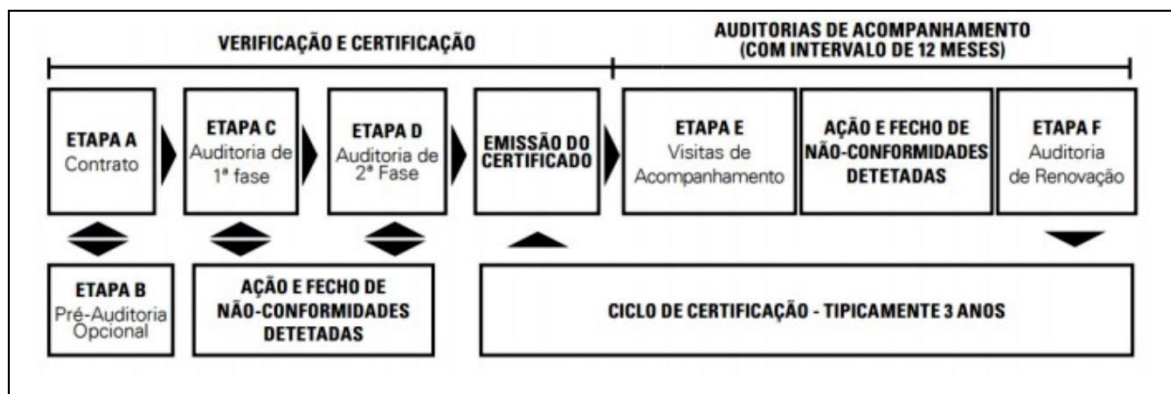 VERIFICAÇÃO E CERTIFICAÇÃO
AUDITORIAS DE ACOMPANHAMENTO
(COM INTERVALO DE 12 MESES)
ETAPA A
Contrato
ETAPA C
Auditoria de
1ª fase
ETAPA D
Auditoria de
2ª Fase
EMISSÃO DO
CERTIFICADO
ETAPA E
Visitas de
Acompanhamento
AÇÃO E FECHO DE
NÃO-CONFORMIDADES
DETETADAS
ETAPA F
Auditoria
de Renovação
ETAPA B
Pré-Auditoria
Opcional
AÇÃO E FECHO DE
NÃO-CONFORMIDADES
DETETADAS
CICLO DE CERTIFICAÇÃO - TIPICAMENTE 3 ANOS